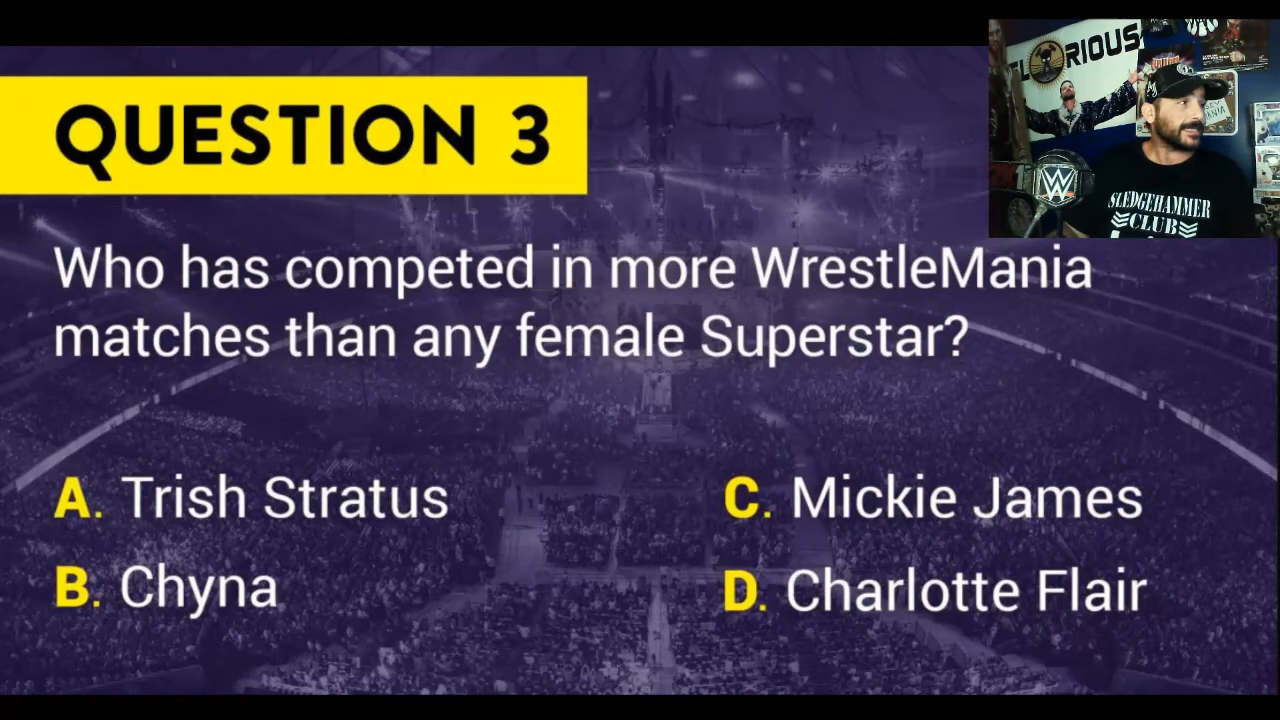 QUESTION 3
Who has competed in more WrestleMania
matches than any female Superstar?
A. Trish Stratus
B. Chyna
C. Mickie James
D. Charlotte Flair
RIOUS
SLEDGEHAMMER
CLUB